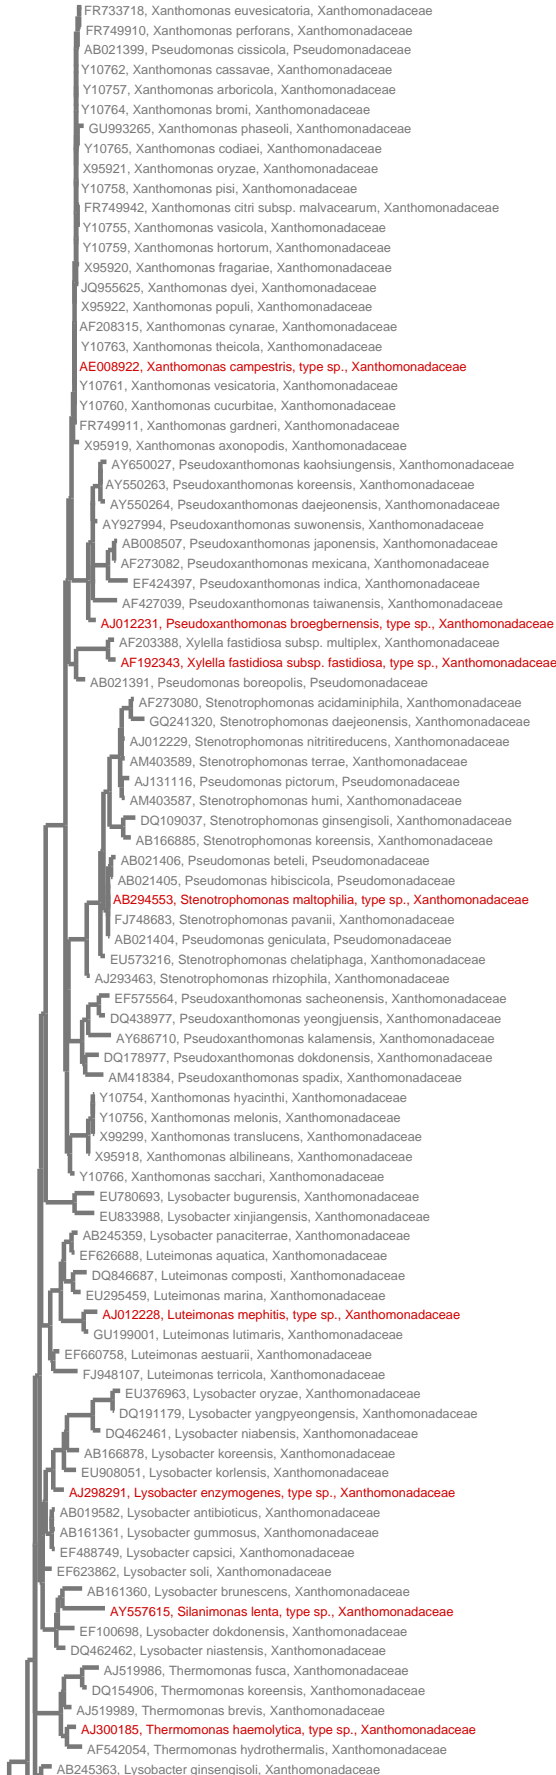 FR733718, Xanthomonas euvesicatoria, Xanthomonadaceae
FR749910, Xanthomonas perforans, Xanthomonadaceae
AB021399, Pseudomonas cissicola, Pseudomonadaceae
Y10762, Xanthomonas cassavae, Xanthomonadaceae
Y10757, Xanthomonas arboricola, Xanthomonadaceae
Y10764, Xanthomonas bromi, Xanthomonadaceae
GU993265, Xanthomonas phaseoli, Xanthomonadaceae
Y10765, Xanthomonas codiaei, Xanthomonadaceae
X95921, Xanthomonas oryzae, Xanthomonadaceae
Y10758, Xanthomonas pisi, Xanthomonadaceae
FR749942, Xanthomonas citri subsp. malvacearum, Xanthomonadaceae
Y10755, Xanthomonas vasicola, Xanthomonadaceae
Y10759, Xanthomonas hortorum, Xanthomonadaceae
X95920, Xanthomonas fragariae, Xanthomonadaceae
JQ955625, Xanthomonas dyei, Xanthomonadaceae
X95922, Xanthomonas populi, Xanthomonadaceae
AF208315, Xanthomonas cynarae, Xanthomonadaceae
Y10763, Xanthomonas theicola, Xanthomonadaceae
AE008922, Xanthomonas campestris, type sp., Xanthomonadaceae
Y10761, Xanthomonas vesicatoria, Xanthomonadaceae
Y10760, Xanthomonas cucurbitae, Xanthomonadaceae
FR749911, Xanthomonas gardneri, Xanthomonadaceae
X95919, Xanthomonas axonopodis, Xanthomonadaceae
AY650027, Pseudoxanthomonas kaohsiungensis, Xanthomonadaceae
AY550263, Pseudoxanthomonas koreensis, Xanthomonadaceae
AY550264, Pseudoxanthomonas daejeonensis, Xanthomonadaceae
AY927994, Pseudoxanthomonas suwonensis, Xanthomonadaceae
AB008507, Pseudoxanthomonas japonensis, Xanthomonadaceae
AF273082, Pseudoxanthomonas mexicana, Xanthomonadaceae
EF424397, Pseudoxanthomonas indica, Xanthomonadaceae
AF427039, Pseudoxanthomonas taiwanensis, Xanthomonadaceae
AJ012231, Pseudoxanthomonas broegbernensis, type sp., Xanthomonadaceae
AF203388, Xylella fastidiosa subsp. multiplex, Xanthomonadaceae
AF192343, Xylella fastidiosa subsp. fastidiosa, type sp., Xanthomonadaceae
AB021391, Pseudomonas boreopolis, Pseudomonadaceae
AF273080, Stenotrophomonas acidaminiphila, Xanthomonadaceae
GQ241320, Stenotrophomonas daejeonensis, Xanthomonadaceae
AJ012229, Stenotrophomonas nitritireducens, Xanthomonadaceae
AM403589, Stenotrophomonas terrae, Xanthomonadaceae
AJ131116, Pseudomonas pictorum, Pseudomonadaceae
AM403587, Stenotrophomonas humi, Xanthomonadaceae
DQ109037, Stenotrophomonas ginsengisoli, Xanthomonadaceae
AB166885, Stenotrophomonas koreensis, Xanthomonadaceae
AB021406, Pseudomonas beteli, Pseudomonadaceae
AB021405, Pseudomonas hibiscicola, Pseudomonadaceae
AB294553, Stenotrophomonas maltophilia, type sp., Xanthomonadaceae
FJ748683, Stenotrophomonas pavanii, Xanthomonadaceae
AB021404, Pseudomonas geniculata, Pseudomonadaceae
EU573216, Stenotrophomonas chelatiphaga, Xanthomonadaceae
AJ293463, Stenotrophomonas rhizophila, Xanthomonadaceae
EF575564, Pseudoxanthomonas sacheonensis, Xanthomonadaceae
DQ438977, Pseudoxanthomonas yeongjuensis, Xanthomonadaceae
AY686710, Pseudoxanthomonas kalamensis, Xanthomonadaceae
DQ178977, Pseudoxanthomonas dokdonensis, Xanthomonadaceae
AM418384, Pseudoxanthomonas spadix, Xanthomonadaceae
Y10754, Xanthomonas hyacinthi, Xanthomonadaceae
Y10756, Xanthomonas melonis, Xanthomonadaceae
X99299, Xanthomonas translucens, Xanthomonadaceae
X95918, Xanthomonas albilineans, Xanthomonadaceae
Y10766, Xanthomonas sacchari, Xanthomonadaceae
EU780693, Lysobacter bugurensis, Xanthomonadaceae
EU833988, Lysobacter xinjiangensis, Xanthomonadaceae
AB245359, Lysobacter panaciterrae, Xanthomonadaceae
EF626688, Luteimonas aquatica, Xanthomonadaceae
DQ846687, Luteimonas composti, Xanthomonadaceae
EU295459, Luteimonas marina, Xanthomonadaceae
AJ012228, Luteimonas mephitis, type sp., Xanthomonadaceae
GU199001, Luteimonas lutimaris, Xanthomonadaceae
EF660758, Luteimonas aestuarii, Xanthomonadaceae
FJ948107, Luteimonas terricola, Xanthomonadaceae
EU376963, Lysobacter oryzae, Xanthomonadaceae
DQ191179, Lysobacter yangpyeongensis, Xanthomonadaceae
DQ462461, Lysobacter niabensis, Xanthomonadaceae
AB166878, Lysobacter koreensis, Xanthomonadaceae
EU908051, Lysobacter korlensis, Xanthomonadaceae
AJ298291, Lysobacter enzymogenes, type sp., Xanthomonadaceae
AB019582, Lysobacter antibioticus, Xanthomonadaceae
AB161361, Lysobacter gummosus, Xanthomonadaceae
EF488749, Lysobacter capsici, Xanthomonadaceae
EF623862, Lysobacter soli, Xanthomonadaceae
AB161360, Lysobacter brunescens, Xanthomonadaceae
AY557615, Silanimonas lenta, type sp., Xanthomonadaceae
EF100698, Lysobacter dokdonensis, Xanthomonadaceae
DQ462462, Lysobacter niastensis, Xanthomonadaceae
AJ519986, Thermomonas fusca, Xanthomonadaceae
DQ154906, Thermomonas koreensis, Xanthomonadaceae
AJ519989, Thermomonas brevis, Xanthomonadaceae
AJ300185, Thermomonas haemolytica, type sp., Xanthomonadaceae
AF542054, Thermomonas hydrothermalis, Xanthomonadaceae
AB245363, Lysobacter ginsengisoli, Xanthomonadaceae